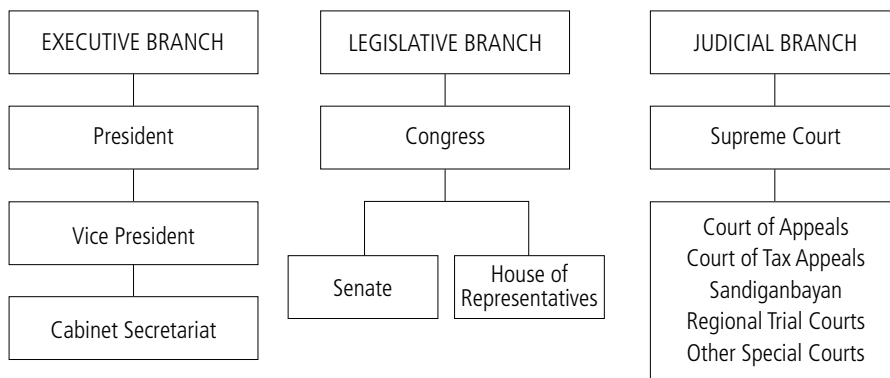 EXECUTIVE BRANCH
President
Vice President
Cabinet Secretariat
LEGISLATIVE BRANCH
Congress
Senate
House of
Representatives
JUDICIAL BRANCH
Supreme Court
Court of Appeals
Court of Tax Appeals
Sandiganbayan
Regional Trial Courts
Other Special Courts